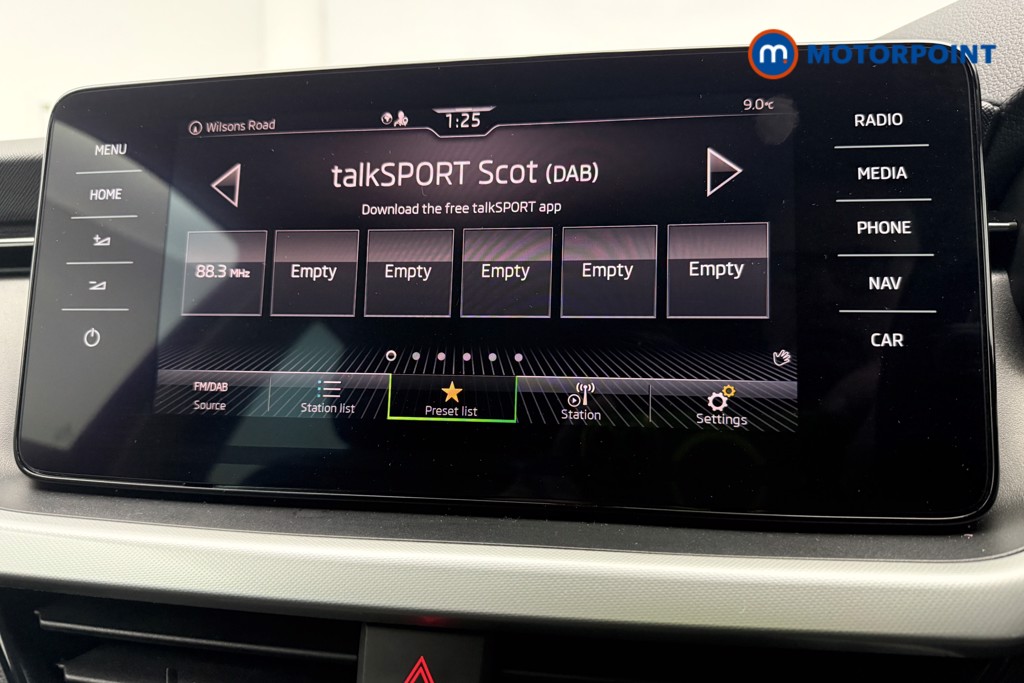 MOTORPOINT
Wilsons Road
1:25
9.0°C
MENU
HOME
talkSPORT Scot (DAB)
Download the free talkSPORT app
88.3 MHz
Empty
Empty
Empty
Empty
Empty
FM/DAB
Source
Station list
Preset list
Station
Settings
RADIO
MEDIA
PHONE
NAV
CAR